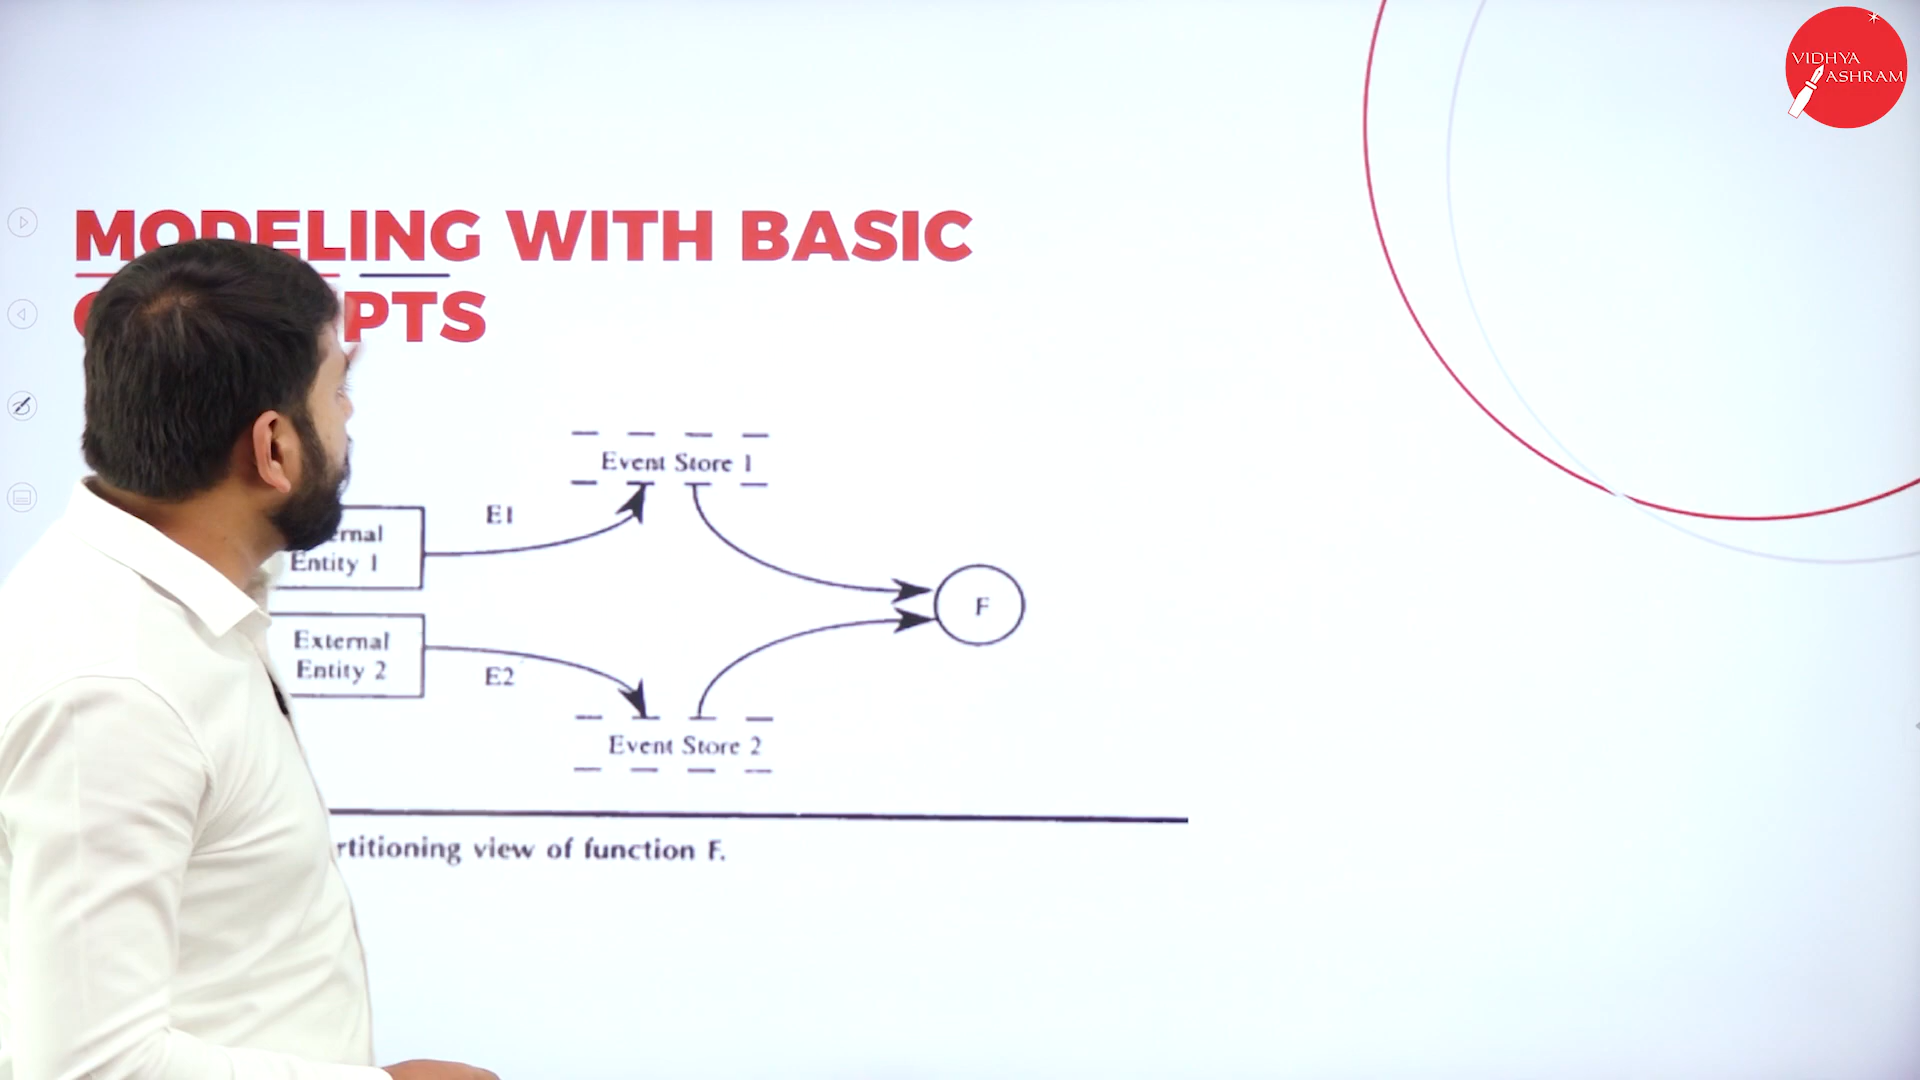 VIDHYA
ASHRAM
MODELING WITH BASIC
PTS
Event Store 1
E1
Entity 1
F
External
Entity 2
E2
Event Store 2
view of function F.